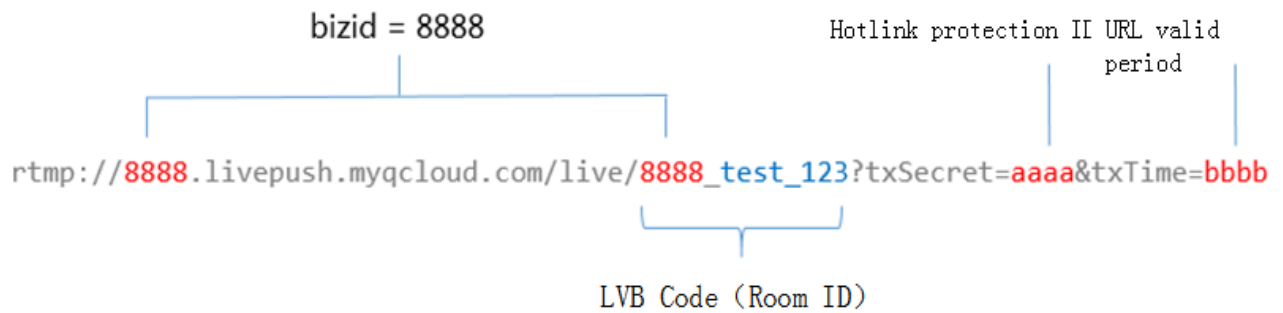 bizid = 8888
Hotlink protection II URL valid
period
rtmp://8888.livepush.myqcloud.com/live/8888_test_123?txSecret=aaaa&txTime=bbbb
LVB Code (Room ID)